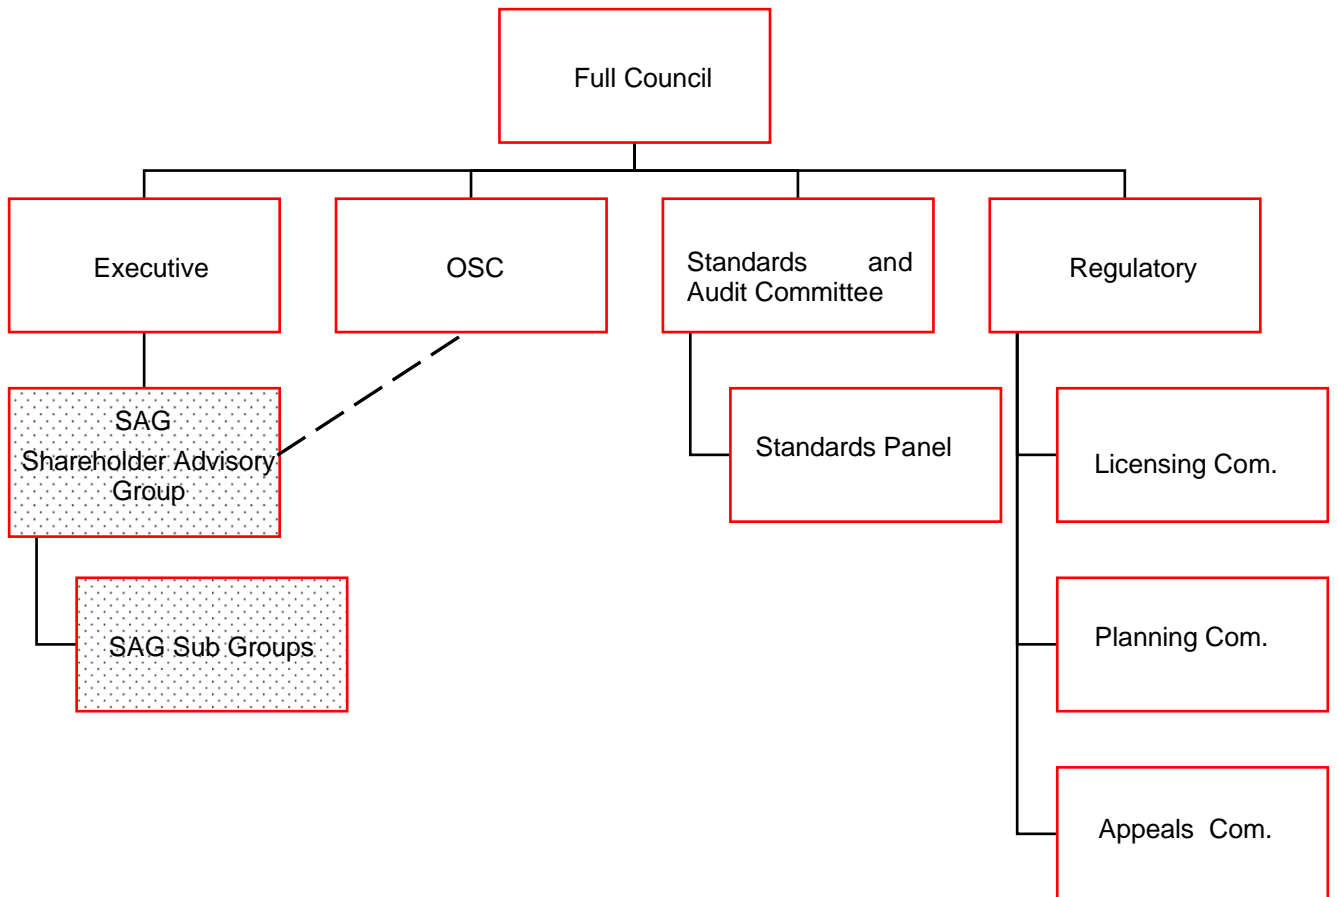 Full Council
Executive
OSC
Standards and
Audit Committee
Regulatory
SAG
Shareholder Advisory
Group
Standards Panel
Licensing Com.
SAG Sub Groups
Planning Com.
Appeals Com.